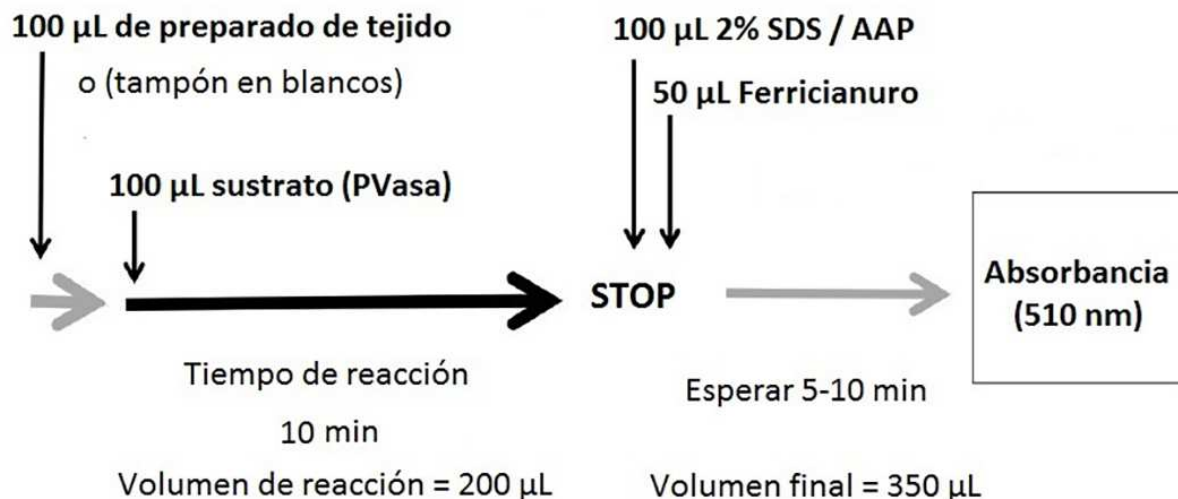 100 µL de preparado de tejido
o (tampón en blancos)
100 µL sustrato (PVasa)
100 µL 2% SDS / AAP
50 µL Ferricianuro
STOP
Absorbancia
(510 nm)
Tiempo de reacción
10 min
Volumen de reacción = 200 µL
Esperar 5-10 min
Volumen final = 350 µL